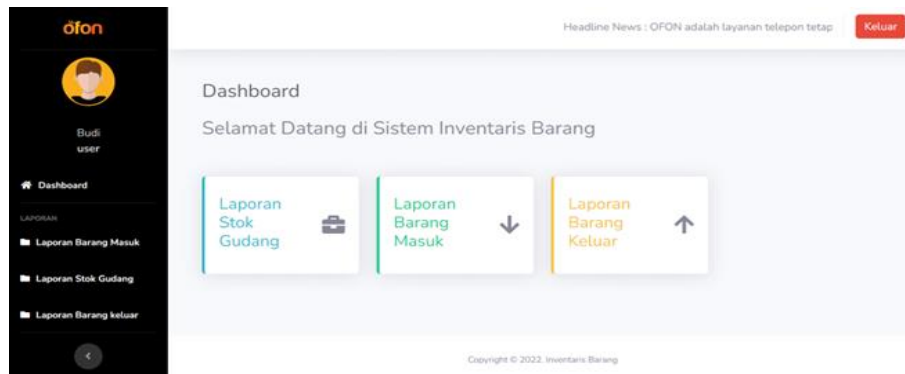 ofon
Headline News : OFON adalah layanan telepon tetap
Keluar
Budi
user
Dashboard
LAPORAN
Laporan Barang Masuk
Laporan Stok Gudang
Laporan Barang keluar
Dashboard
Selamat Datang di Sistem Inventaris Barang
Laporan
Stok
Gudang
Laporan
Barang
Masuk
Laporan
Barang
Keluar
Copyright © 2022. Inventaris Barang